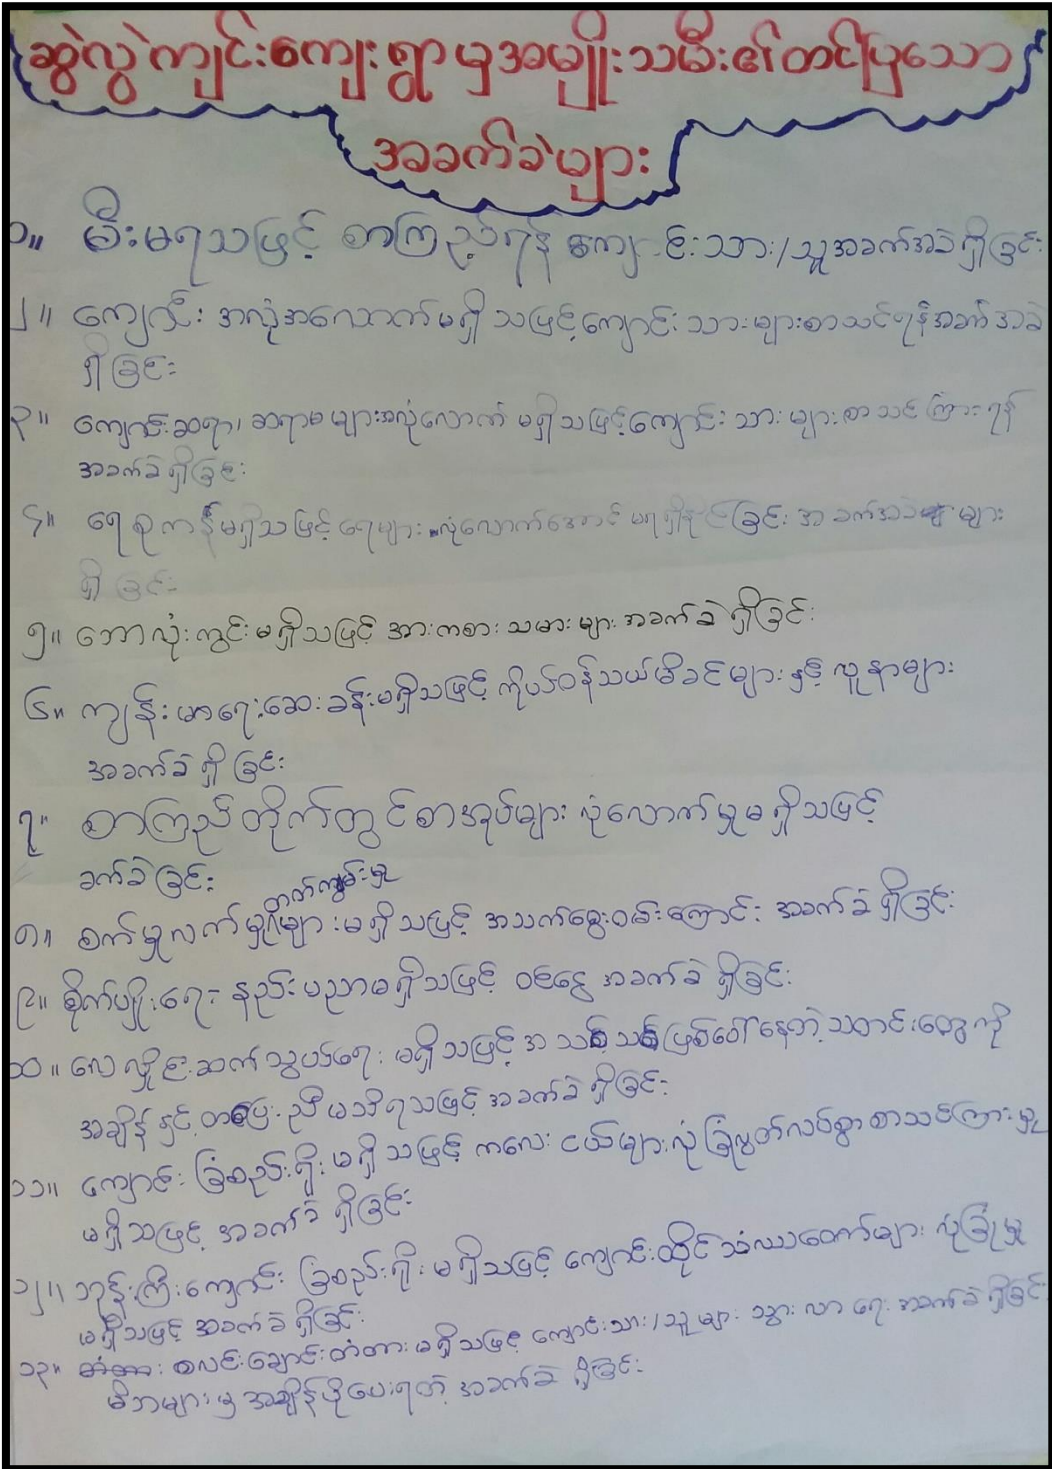 ဆွဲလွဲကျင်းကျေးရွာမှအမျိုးသမီး၏တင်ပြသော
အခက်ခဲများ
၁။ မီးမရသဖြင့် စာကြည့်ရန် ကျောင်းသား/သူအခက်အခဲရှိခြင်း
၂။ ကျောင်း အလုံအလောက်မရှိသဖြင့်ကျောင်းသားများစာသင်ရန်အခက်အခဲ
ရှိခြင်း
၃။ ကျောင်းဆရာ၊ ဆရာမများအလုံလောက် မရှိသဖြင့်ကျောင်းသားများစာသင်ကြားရန်
အခက်ခဲရှိခြင်း
၄။ ရေစုကန်မရှိသဖြင့်ရေများ လုံလောက်အောင် မရရှိနိုင်ခြင်း အခက်အခဲများ
ရှိခြင်း
၅။ ဘောလုံးကွင်းမရှိသဖြင့် အားကစားသမားများ အခက်ခဲရှိခြင်း
၆။ ကျန်းမာရေးဆေးခန်းမရှိသဖြင့် ကိုယ်ဝန်သယ်မိခင်များနှင့် လူနာများ
အခက်ခဲရှိခြင်း
၇။ စာကြည်တိုက်တွင်စာအုပ်များ လုံလောက်မှုမရှိသဖြင့်
ခက်ခဲခြင်း
တက်ကျွမ်းမှု
၈။ စက်မှုလက်မှုများမရှိသဖြင့် အသက်မွေးဝမ်းကြောင်း အခက်ခဲရှိခြင်း
၉။ စိုက်ပျိုးရေး နည်းပညာမရှိသဖြင့် ဝင်ငွေ အခက်ခဲရှိခြင်း
၁၀။ လေလှိုင်းဆက်သွယ်ရေး မရှိသဖြင့် အသစ်သစ်ဖြစ်ပေါ်နေတဲ့သတင်းတွေကို
အချိန်နှင့်တစ်ပြေးညီမသိရသဖြင့် အခက်ခဲရှိခြင်း
၁၁။ ကျောင်းခြံစည်းရိုးမရှိသဖြင့် ကလေးငယ်များလုံခြုံလွတ်လပ်စွာစာသင်ကြားမှု
မရှိသဖြင့် အခက်ခဲရှိခြင်း
၁၂။ ဘုန်းကြီးကျောင်း ခြံစည်းရိုးမရှိသဖြင့် ကျောင်းထိုင်သံဃာတော်များ လုံခြုံမှု
မရှိသဖြင့် အခက်ခဲရှိခြင်း
၁၃။ စလင်းချောင်းတံတားမရှိသဖြင့် ကျောင်းသား/သူများ သွားလာရေး အခက်ခဲရှိခြင်း
မိဘများမှအချိန်ပိုပေးရတဲ့ အခက်ခဲရှိခြင်း